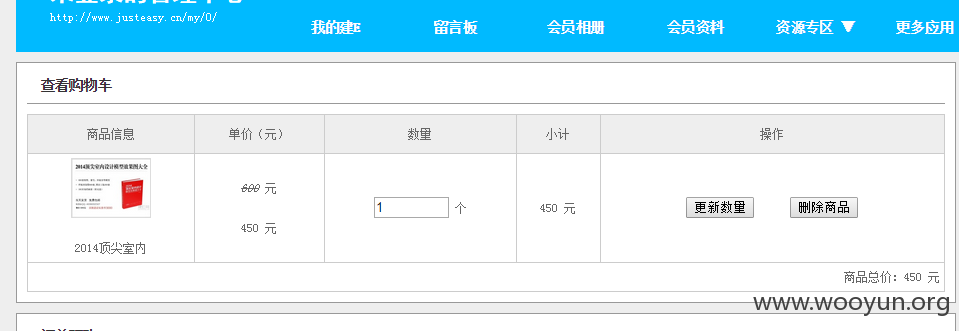 http://www.justeasy.cn/my/0/
我的建E
留言板
会员相册
会员资料
资源专区 ▼
更多应用
查看购物车
商品信息 单价（元） 数量 小计 操作
2014顶尖室内设计模型效果图大全
600 元
450 元
1 个
450 元
更新数量 删除商品
2014顶尖室内
商品总价: 450 元
www.wooyun.org